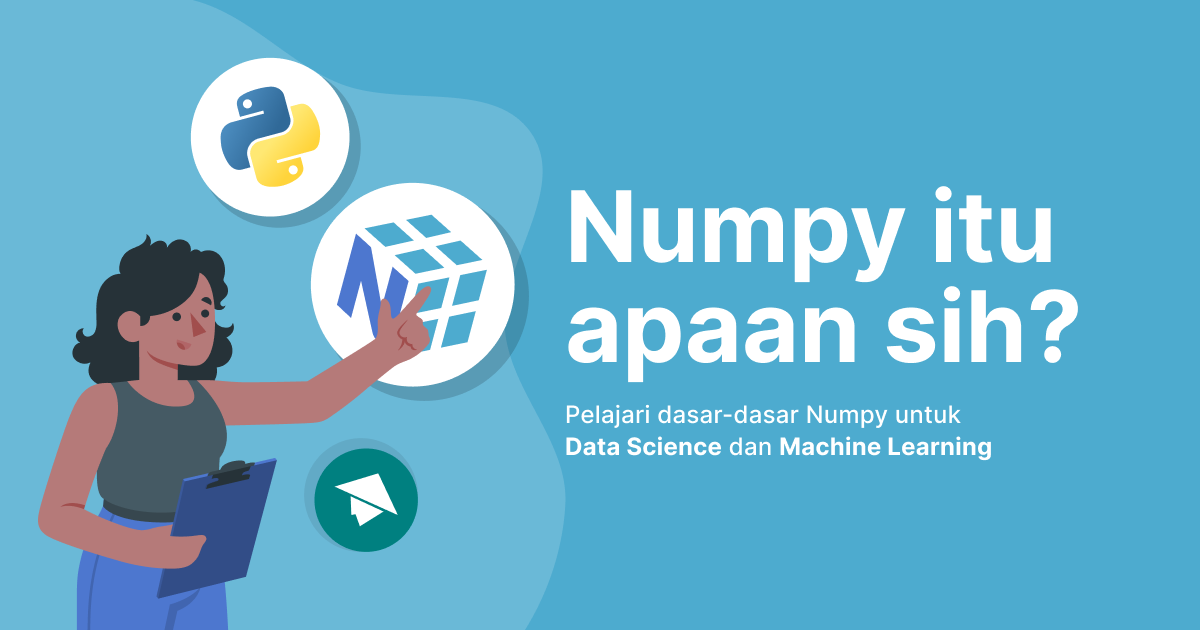 Numpy itu
apaan sih?
Pelajari dasar-dasar Numpy untuk
Data Science dan Machine Learning